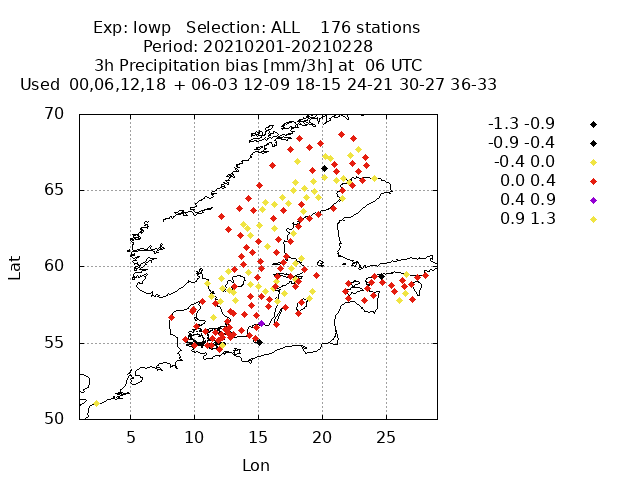 Exp: lowp   Selection: ALL    176 stations
Period: 20210201-20210228
3h Precipitation bias [mm/3h] at  06 UTC
Used  00,06,12,18  + 06-03 12-09 18-15 24-21 30-27 36-33
70
65
60
55
50
Lat
5 10 15 20 25
Lon
-1.3 -0.9
-0.9 -0.4
-0.4 0.0
0.0 0.4
0.4 0.9
0.9 1.3